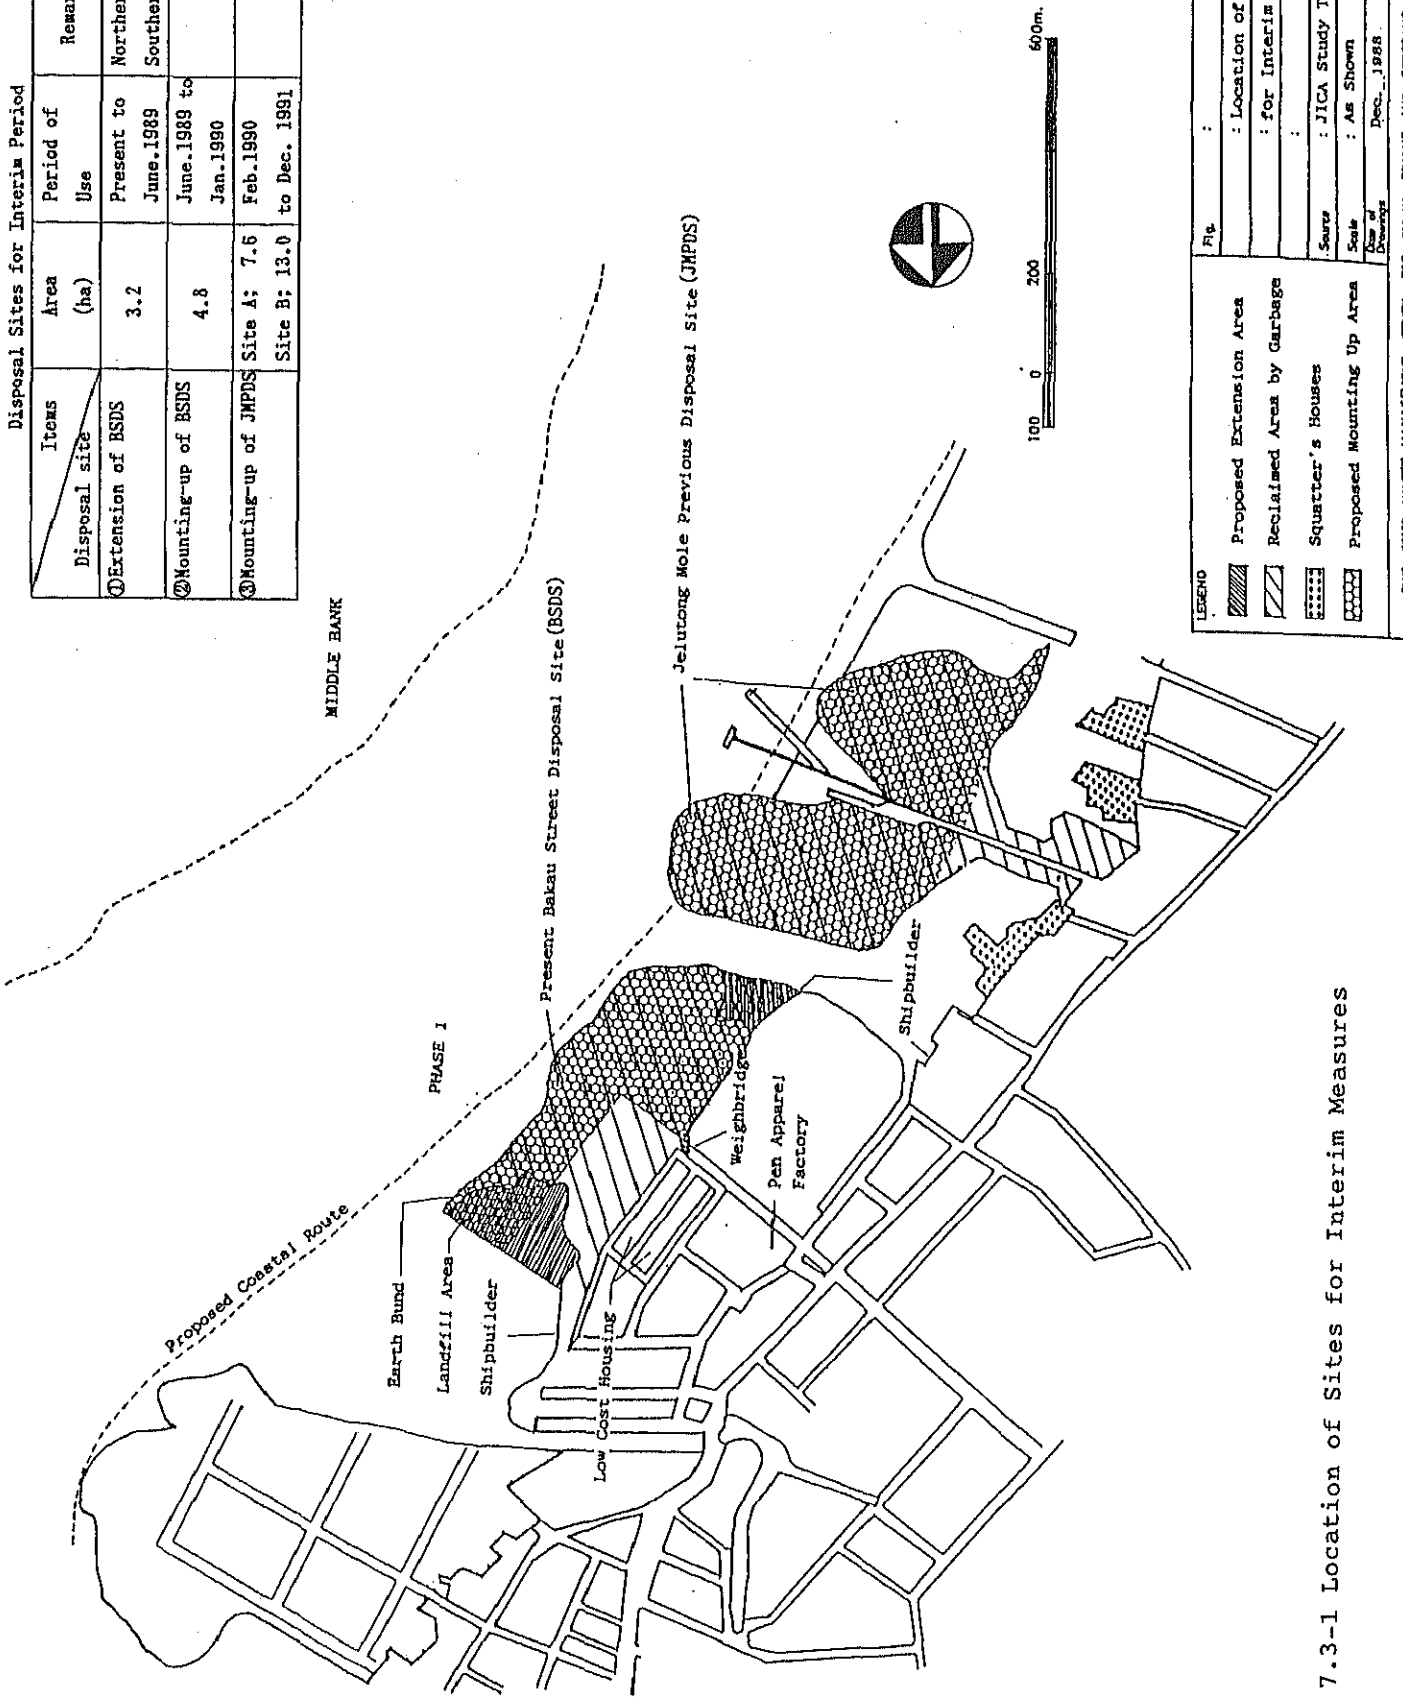 Disposal Sites for Interim Period
Items Area Period of
Disposal site (ha) Use
①Extension of BSDS 3.2 Present to
June.1989
②Mounting-up of BSDS 4.8 June.1989 to
Jan.1990
③Mounting-up of JMPDS Site A; 7.6 Feb.1990
Site B; 13.0 to Dec. 1991
MIDDLE BANK
PHASE 1
Proposed Coastal Route
Present Bakau Street Disposal Site(BSDS)
Jelutong Mole Previous Disposal Site(JMPDS)
Earth Bund
Landfill Area
Shipbuilder
Low Cost Housing
Weighbridge
Pen Apparel
Factory
Shipbuilder
100 0 200 600m.
LEGEND
Proposed Extension Area
Reclaimed Area by Garbage
Squatter's Houses
Proposed Mounting Up Area
Fig. :
: Location of
: for Interim
:
Source : JICA Study
Scale : As Shown
Date of
Drawings Dec. 1988
7.3-1 Location of Sites for Interim Measures